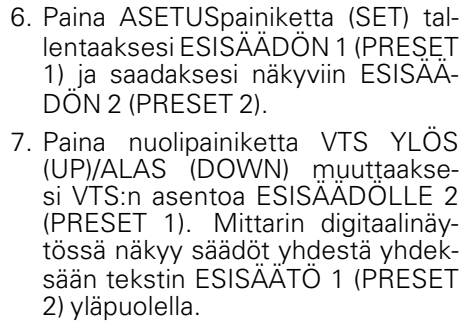 6. Paina ASETUSpainiketta (SET) tal-
lentaaksesi ESISÄÄDÖN 1 (PRESET
1) ja saadaksesi näkyviin ESISÄÄ-
DÖN 2 (PRESET 2).
7. Paina nuolipainiketta VTS YLÖS
(UP)/ALAS (DOWN) muuttaakse-
si VTS:n asentoa ESISÄÄDÖLLE 2
(PRESET 1). Mittarin digitaalinäy-
tössä näkyy säädöt yhdestä yhdek-
sään tekstin ESISÄÄTÖ 1 (PRESET
2) yläpuolella.